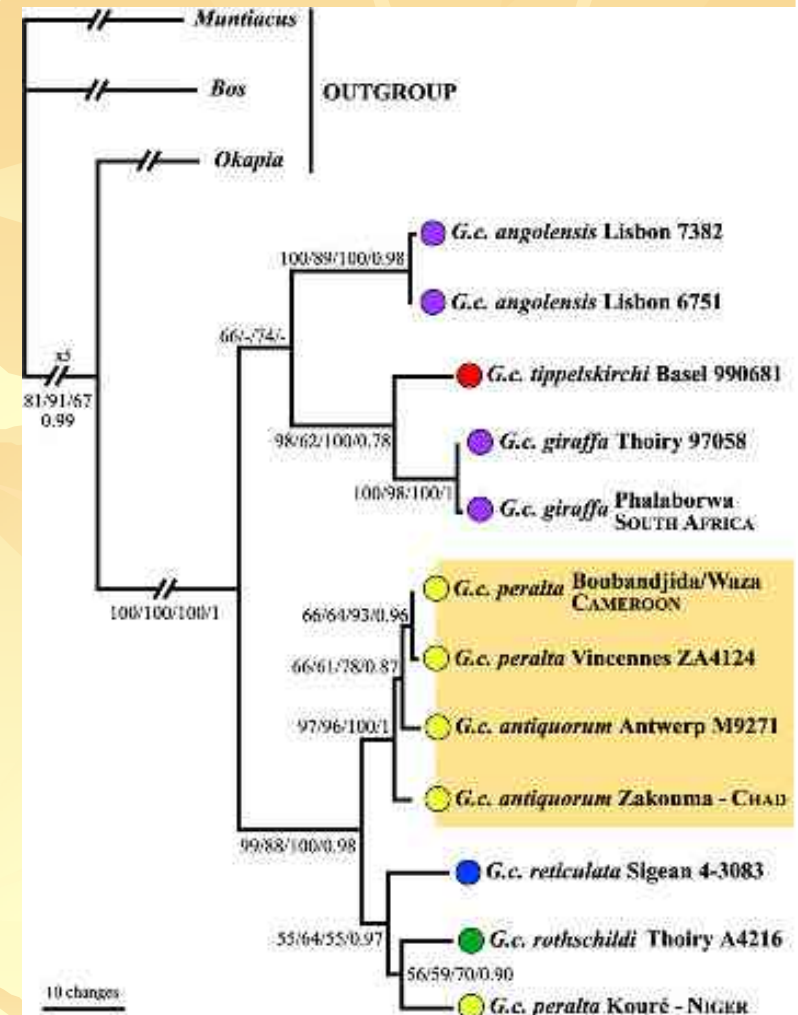 Muntiacus
Bos
OUTGROUP
Okapia
G.c. angolensis Lisbon 7382
100/89/100/0.98
G.c. angolensis Lisbon 6751
66/-/74/-
x5
81/91/67
0.99
G.c. tippelskirchi Basel 990681
98/62/100/0.78
G.c. giraffa Thoiry 97058
100/98/100/1
G.c. giraffa Phalaborwa
SOUTH AFRICA
100/100/100/1
G.c. peralta Boubandjida/Waza
CAMEROON
66/64/93/0.96
G.c. peralta Vincennes ZA4124
66/61/78/0.87
97/96/100/1
G.c. antiquorum Antwerp M9271
G.c. antiquorum Zakouma - CHAD
99/88/100/0.98
G.c. reticulata Sigean 4-3083
55/64/55/0.97
G.c. rothschildi Thoiry A4216
56/59/70/0.90
10 changes
G.c. peralta Kouré - NIGER